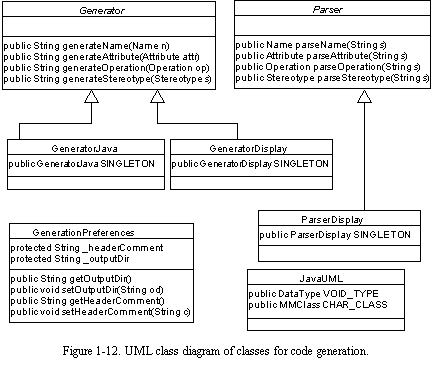 Generator
public String generateName(Name n)
public String generateAttribute(Attribute attr)
public String generateOperation(Operation op)
public String generateStereotype(Stereotype s)
Parser
public Name parseName(String s)
public Attribute parseAttribute(String s)
public Operation parseOperation(String s)
public Stereotype parseStereotype(String s)
GeneratorJava
public GeneratorJava SINGLETON
GeneratorDisplay
public GeneratorDisplay SINGLETON
GenerationPreferences
protected String _headerComment
protected String _outputDir
public String getOutputDir()
public void setOutputDir(String od)
public String getHeaderComment()
public void setHeaderComment(String c)
ParserDisplay
public ParserDisplay SINGLETON
JavaUML
public DataType VOID_TYPE
public MMClass CHAR_CLASS
Figure 1-12. UML class diagram of classes for code generation.